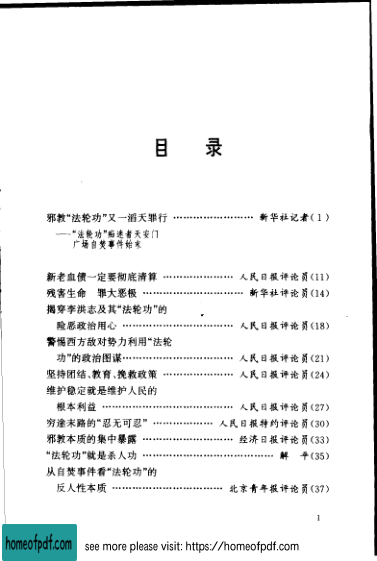 目 录
邪教“法轮功”又一滔天罪行 …………………… 新华社记者(1)
——“法轮功”痴迷者天安门
广场自焚事件始末
新老血债一定要彻底清算 ………………… 人民日报评论员(11)
残害生命 罪大恶极 ………………………… 新华社评论员(14)
揭穿李洪志及其“法轮功”的
险恶政治用心 …………………………… 人民日报评论员(18)
警惕西方敌对势力利用“法轮
功”的政治图谋 ………………………… 人民日报评论员(21)
坚持团结、教育、挽救政策 ……………… 人民日报评论员(24)
维护稳定就是维护人民的
根本利益 ………………………………… 人民日报评论员(27)
穷途末路的“忍无可忍” ……………… 人民日报特约评论员(30)
邪教本质的集中暴露 ……………………… 经济日报评论员(33)
“法轮功”就是杀人功 ………………………………… 解 平(35)
从自焚事件看“法轮功”的
反人性本质 …………………………… 北京青年报评论员(37)
1
homeofpdf.com see more please visit: https://homeofpdf.com